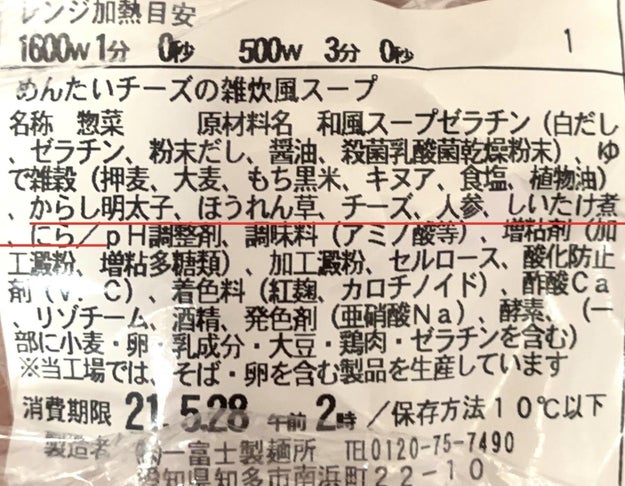 レンジ加熱目安
1600w 1分 0秒 500w 3分 0秒 1
めんたいチーズの雑炊風スープ
名称 惣菜 原材料名 和風スープゼラチン（白だし
、ゼラチン、粉末だし、醤油、殺菌乳酸菌乾燥粉末）、ゆ
で雑穀（押麦、大麦、もち黒米、キヌア、食塩、植物油）
、からし明太子、ほうれん草、チーズ、人参、しいたけ煮
、にら／ｐＨ調整剤、調味料（アミノ酸等）、増粘剤（加
工澱粉、増粘多糖類）、加工澱粉、セルロース、酸化防止
剤（Ｖ．Ｃ）、着色料（紅麹、カロチノイド）、酢酸Ｃａ
、リゾチーム、酒精、発色剤（亜硝酸Ｎａ）、酵素、（一
部に小麦・卵・乳成分・大豆・鶏肉・ゼラチンを含む）
※当工場では、そば・卵を含む製品を生産しています
消費期限 21. 5.28 午前 2時 ／保存方法１０℃以下
製造者 ㈱一富士製麺所 TEL0120-75-7490
愛知県知多市南浜町２２－１０